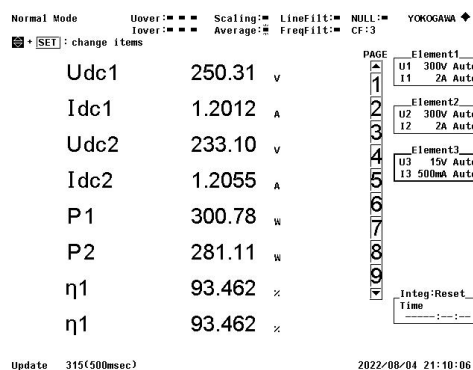 Normal Mode Uover: Scaling: LineFilt: NULL: YOKOGAWA
Iover: Average: FreqFilt: CF:3
+ SET : change items
PAGE
Udc1 250.31 V
Idc1 1.2012 A
Udc2 233.10 V
Idc2 1.2055 A
P1 300.78 W
P2 281.11 W
η1 93.462 %
η1 93.462 %
1
2
3
4
5
6
7
8
9
Element1
U1 300V Auto
I1 2A Auto
Element2
U2 300V Auto
I2 2A Auto
Element3
U3 15V Auto
I3 500mA Auto
Integ:Reset
Time
-----:--:--
Update 315(500msec) 2022/08/04 21:10:06